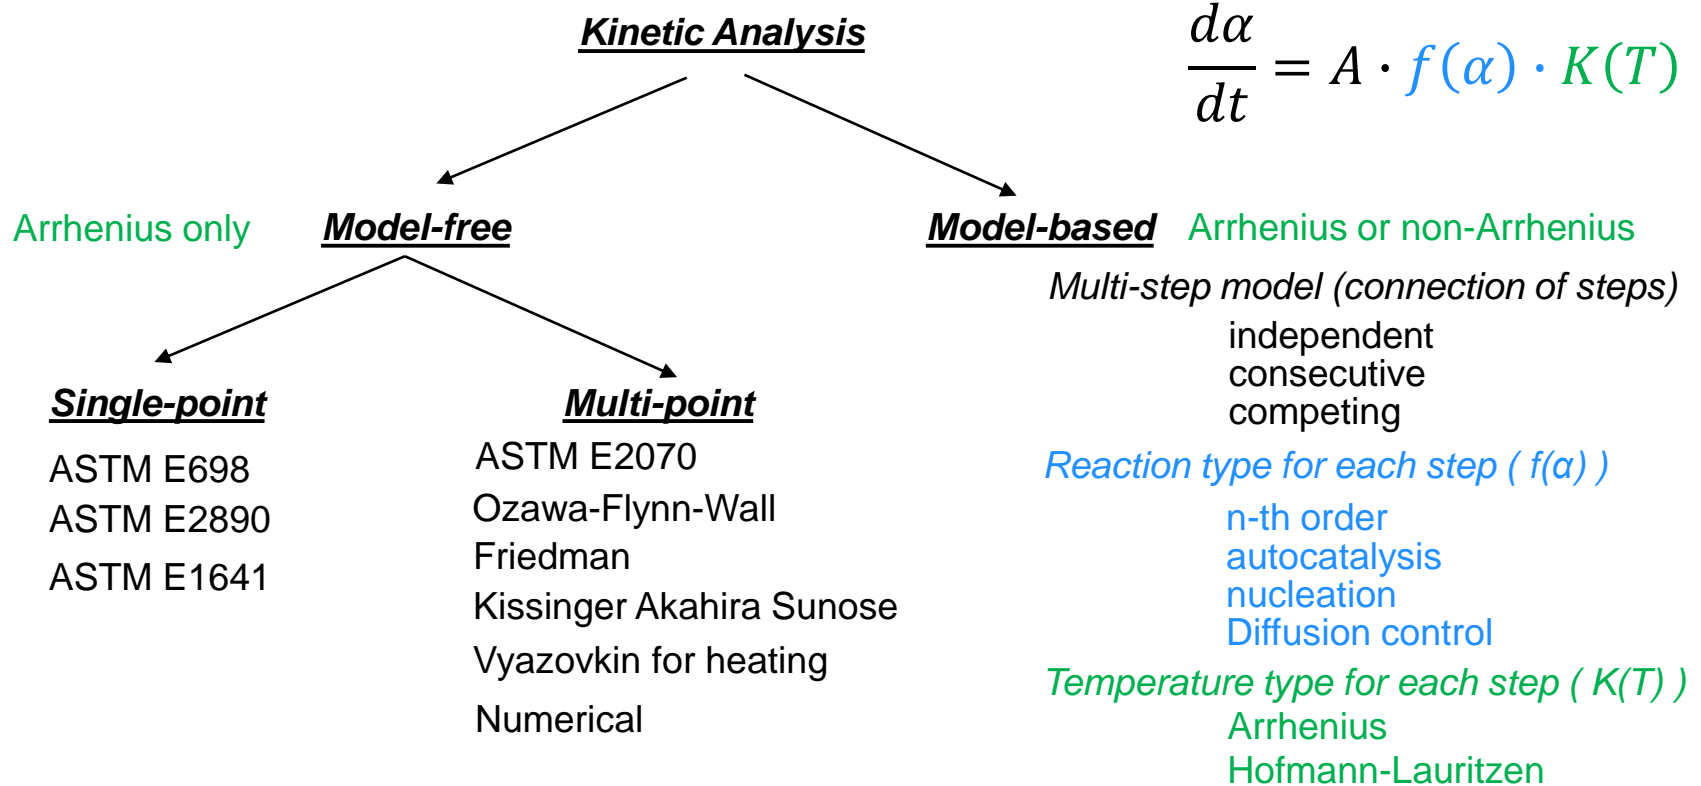 Kinetic Analysis
dα/dt = A · f(α) · K(T)
Arrhenius only
Model-free
Model-based
Arrhenius or non-Arrhenius
Single-point
ASTM E698
ASTM E2890
ASTM E1641
Multi-point
ASTM E2070
Ozawa-Flynn-Wall
Friedman
Kissinger Akahira Sunose
Vyazovkin for heating
Numerical
Multi-step model (connection of steps)
independent
consecutive
competing
Reaction type for each step ( f(α) )
n-th order
autocatalysis
nucleation
Diffusion control
Temperature type for each step ( K(T) )
Arrhenius
Hofmann-Lauritzen